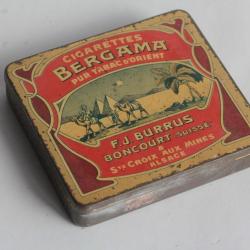 CIGARETTES
BERGAMA
PUR TABAC D'ORIENT
F.J. BURRUS
BONCOURT-SUISSE-
&
STE CROIX AUX MINES
ALSACE